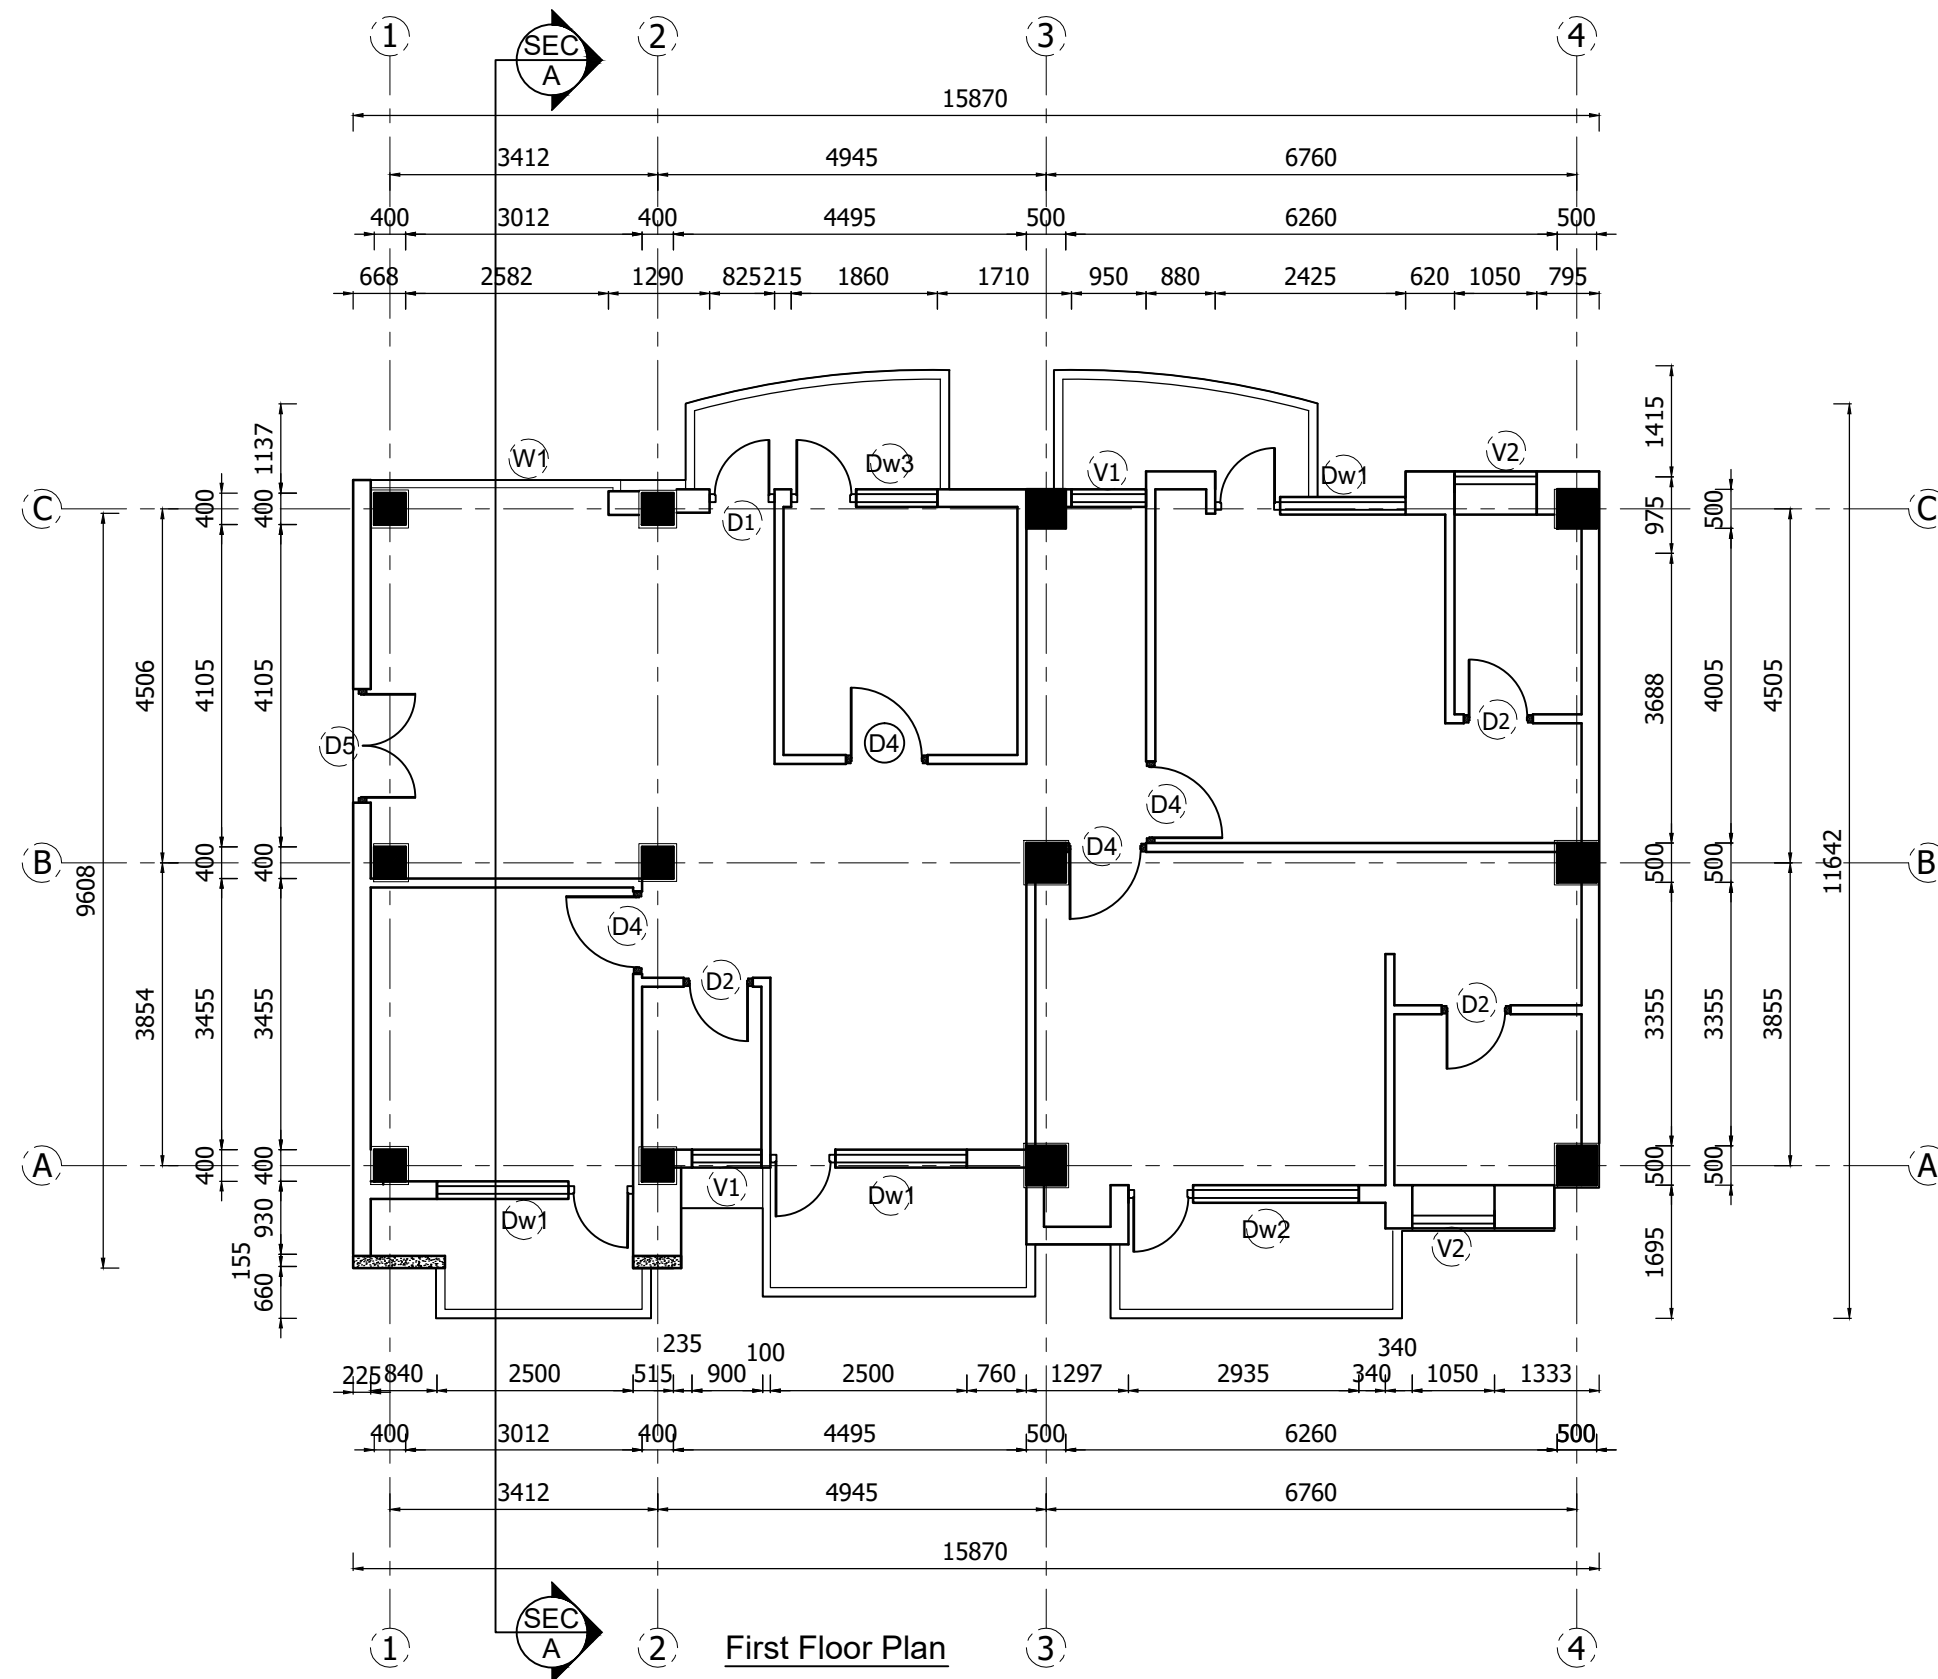 1
2
3
4
SEC
A
15870
3412 4945 6760
400 3012 400 4495 500 6260 500
668 2582 1290 825 215 1860 1710 950 880 2425 620 1050 795
1137
400
4105
400
3455
400
930
155
660
400
4105
400
3455
400
4506
3854
9608
C
B
A
W1
D1
Dw3
V1
Dw1
V2
D5
D4
D2
D4
D4
D4
D2
D2
Dw1
V1
Dw1
Dw2
V2
1415
975
3688
500
3355
500
1695
500
4005
500
3355
500
4505
3855
11642
C
B
A
235 100 340
225 840 2500 515 900 2500 760 1297 2935 340 1050 1333
400 3012 400 4495 500 6260 500
3412 4945 6760
15870
SEC
A
1
2
3
4
First Floor Plan